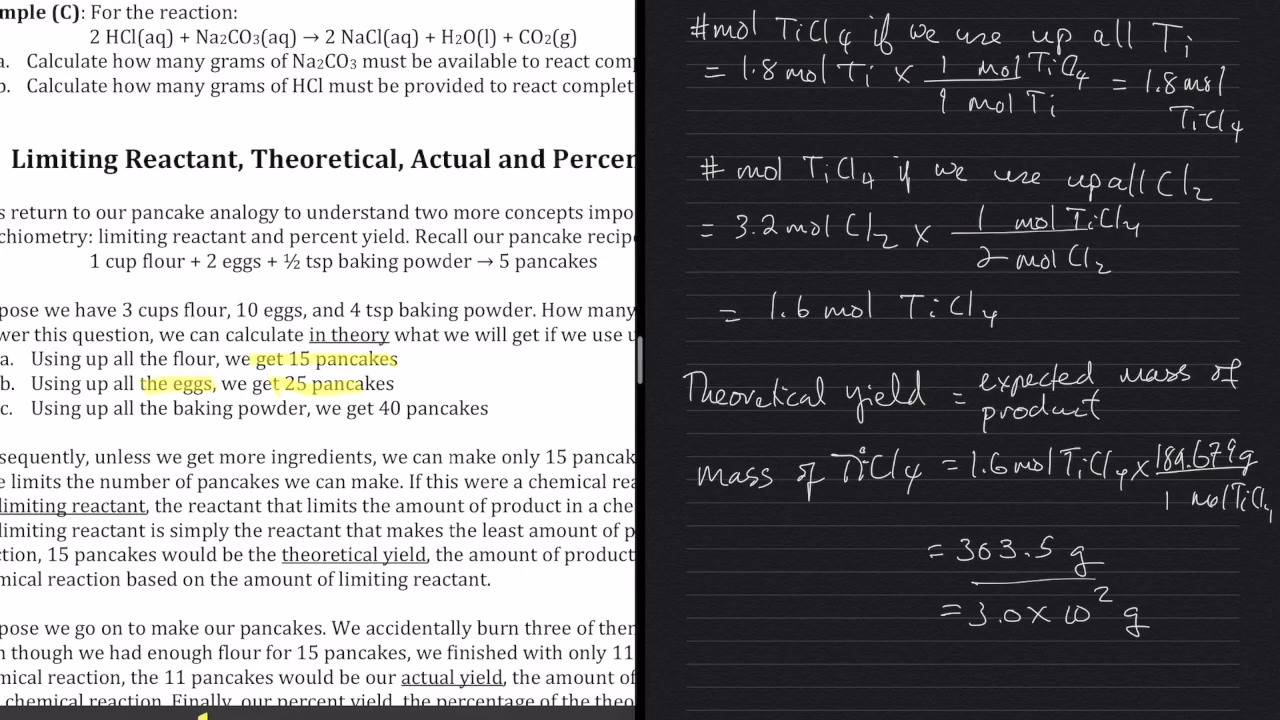 mple (C): For the reaction:
2 HCl(aq) + Na2CO3(aq) → 2 NaCl(aq) + H2O(l) + CO2(g)
a. Calculate how many grams of Na2CO3 must be available to react com
b. Calculate how many grams of HCl must be provided to react complet
Limiting Reactant, Theoretical, Actual and Percen
s return to our pancake analogy to understand two more concepts impo
chiometry: limiting reactant and percent yield. Recall our pancake recipe
1 cup flour + 2 eggs + ½ tsp baking powder → 5 pancakes
pose we have 3 cups flour, 10 eggs, and 4 tsp baking powder. How many
wer this question, we can calculate in theory what we will get if we use u
a. Using up all the flour, we get 15 pancakes
b. Using up all the eggs, we get 25 pancakes
c. Using up all the baking powder, we get 40 pancakes
sequently, unless we get more ingredients, we can make only 15 pancak
e limits the number of pancakes we can make. If this were a chemical rea
limiting reactant, the reactant that limits the amount of product in a che
limiting reactant is simply the reactant that makes the least amount of p
ction, 15 pancakes would be the theoretical yield, the amount of product
mical reaction based on the amount of limiting reactant.
pose we go on to make our pancakes. We accidentally burn three of ther
n though we had enough flour for 15 pancakes, we finished with only 11
mical reaction, the 11 pancakes would be our actual yield, the amount of
chemical reaction. Finally, our percent yield, the percentage of the theo
#mol TiCl4 if we use up all Ti
= 1.8 mol Ti × 1 mol TiCl4 / 1 mol Ti = 1.8 mol
TiCl4
# mol TiCl4 if we use up all Cl2
= 3.2 mol Cl2 × 1 mol TiCl4 / 2 mol Cl2
= 1.6 mol TiCl4
Theoretical yield = expected mass of
product
mass of TiCl4 = 1.6 mol TiCl4 × 189.679 g / 1 mol TiCl4
= 303.5 g
= 3.0 × 10² g